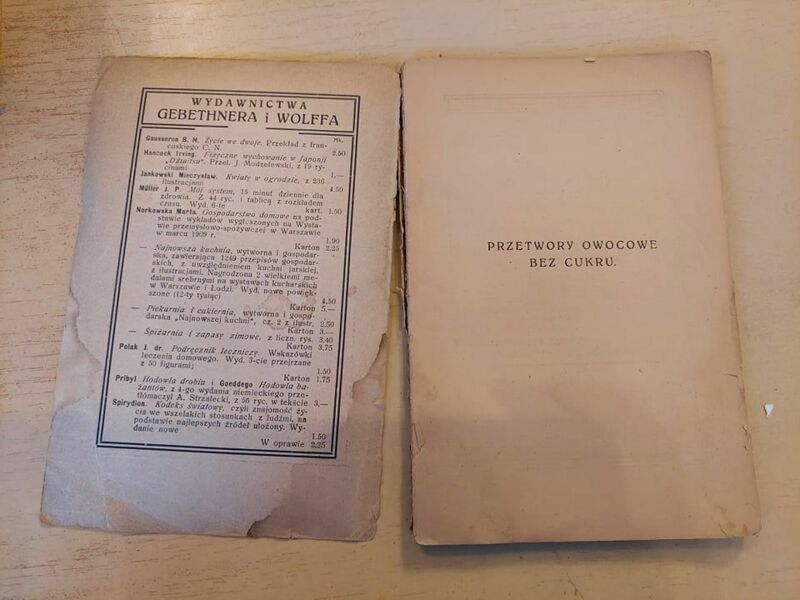 WYDAWNICTWA
GEBETHNERA i WOLFFA
Mk.
Gausseron B. H. Życie we dwoje. Przekład z fran-
cuskiego C. N. 2.50
Hancock Irving. Fizyczne wychowanie w Japonji
„Dżiutsu". Przeł. J. Modzelewski, z 19 ry-
cinami 1,—
Jankowski Mieczysław. Kwiaty w ogrodzie, z 236
ilustracjami 4.50
Müller J. P. Mój system, 15 minut dziennie dla
zdrowia. Z 44 ryc. i tablicą z rozkładem
czasu. Wyd. 6-te kart. 1.50
Norkowska Marta. Gospodarstwo domowe na pod-
stawie wykładów wygłoszonych na Wysta-
wie przemysłowo-spożywczej w Warszawie
w marcu 1909 r. 1.90
Karton 2.25
— Najnowsza kuchnia, wytworna i gospodar-
ska, zawierająca 1249 przepisów gospodar-
skich, z uwzględnieniem kuchni jarskiej,
z ilustracjami. Nagrodzona 2 wielkiemi me-
dalami srebrnymi na wystawach kucharskich
w Warszawie i Łodzi. Wyd. nowe powięk-
szone (12-ty tysiąc) 4.50
Karton 5.—
— Piekarnia i cukiernia, wytworna i gospo-
darska „Najnowszej kuchni", cz. 2 z ilustr. 2.50
Karton 3.—
— Spiżarnia i zapasy zimowe, z liczn. rys. 3.40
Karton 3.75
Polak J. dr. Podręcznik leczniczy. Wskazówki
leczenia domowego. Wyd. 3-cie przejrzane
z 50 figurami; 1.50
Karton 1.75
Pribyl Hodowla drobiu i Gaeddego Hodowla ba-
żantów, z 4-go wydania niemieckiego prze-
tłómaczył A. Strzałecki, z 56 ryc. w tekście 3,—
Spirydion. Kodeks światowy, czyli znajomość ży-
cia we wszelakich stosunkach z ludźmi, na
podstawie najlepszych źródeł ułożony. Wy-
danie nowe 1.50
W oprawie 2.25
PRZETWORY OWOCOWE
BEZ CUKRU.